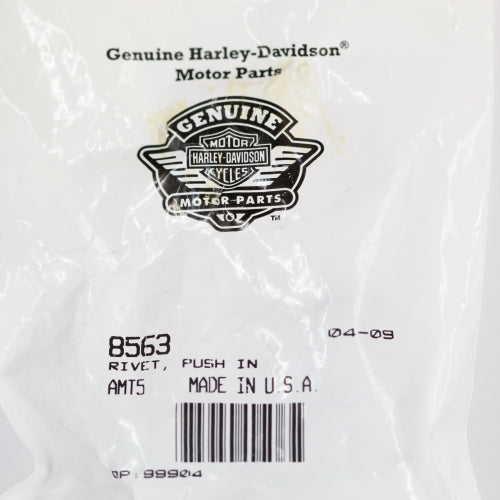 Genuine Harley-Davidson®
Motor Parts
GENUINE
MOTOR
HARLEY-DAVIDSON
CYCLES
MOTOR PARTS
TM
04-09
8563
RIVET, PUSH IN
AMT5 MADE IN U.S.A.
OP: 99904